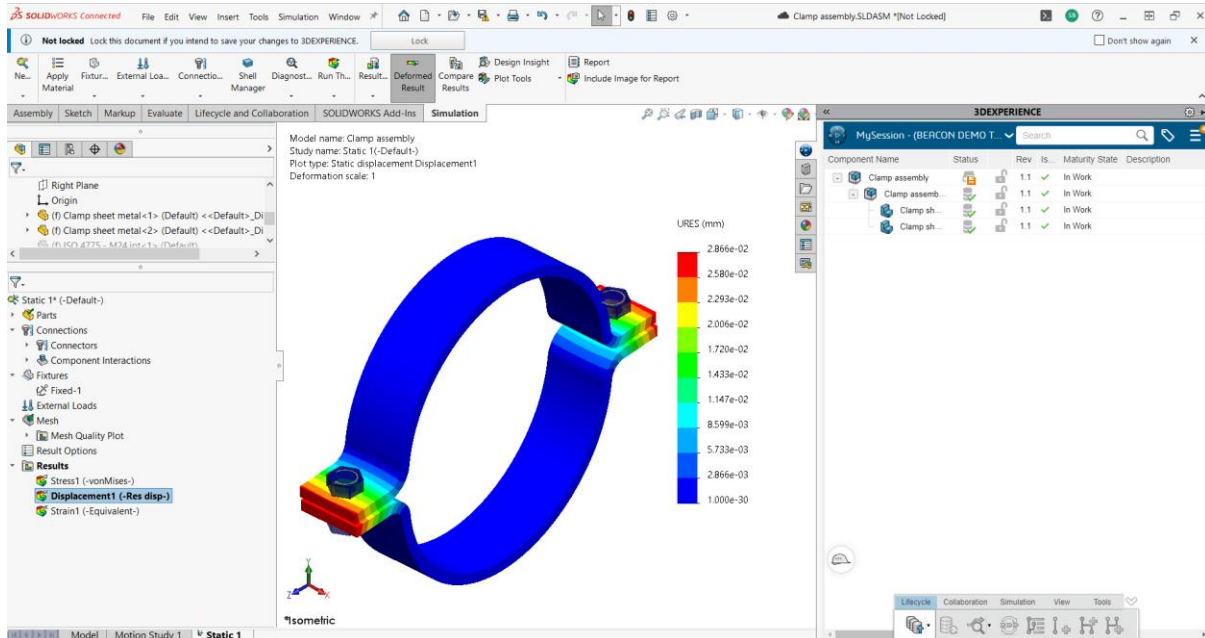 3S SOLIDWORKS Connected File Edit View Insert Tools Simulation Window Clamp assembly.SLDASM *[Not Locked]
Not locked Lock this document if you intend to save your changes to 3DEXPERIENCE. Lock Don't show again
Ne... Apply Material Fixtur... External Loa... Connectio... Shell Manager Diagnost... Run Th... Result... Deformed Result Compare Results
Design Insight
Plot Tools
Report
Include Image for Report
Assembly Sketch Markup Evaluate Lifecycle and Collaboration SOLIDWORKS Add-Ins Simulation
Right Plane
Origin
(f) Clamp sheet metal<1> (Default) <<Default>_Di
(f) Clamp sheet metal<2> (Default) <<Default>_Di
(f) ISO 4775 - M24 int<1> (Default)
Static 1* (-Default-)
Parts
Connections
Connectors
Component Interactions
Fixtures
Fixed-1
External Loads
Mesh
Mesh Quality Plot
Result Options
Results
Stress1 (-vonMises-)
Displacement1 (-Res disp-)
Strain1 (-Equivalent-)
Model name: Clamp assembly
Study name: Static 1(-Default-)
Plot type: Static displacement Displacement1
Deformation scale: 1
URES (mm)
2.866e-02
2.580e-02
2.293e-02
2.006e-02
1.720e-02
1.433e-02
1.147e-02
8.599e-03
5.733e-03
2.866e-03
1.000e-30
Y
Z X
*Isometric
Model Motion Study 1 Static 1
3DEXPERIENCE
MySession - (BERCON DEMO T... Search
Component Name Status Rev Is... Maturity State Description
Clamp assembly 1.1 In Work
Clamp assemb... 1.1 In Work
Clamp sh... 1.1 In Work
Clamp sh... 1.1 In Work
Lifecycle Collaboration Simulation View Tools